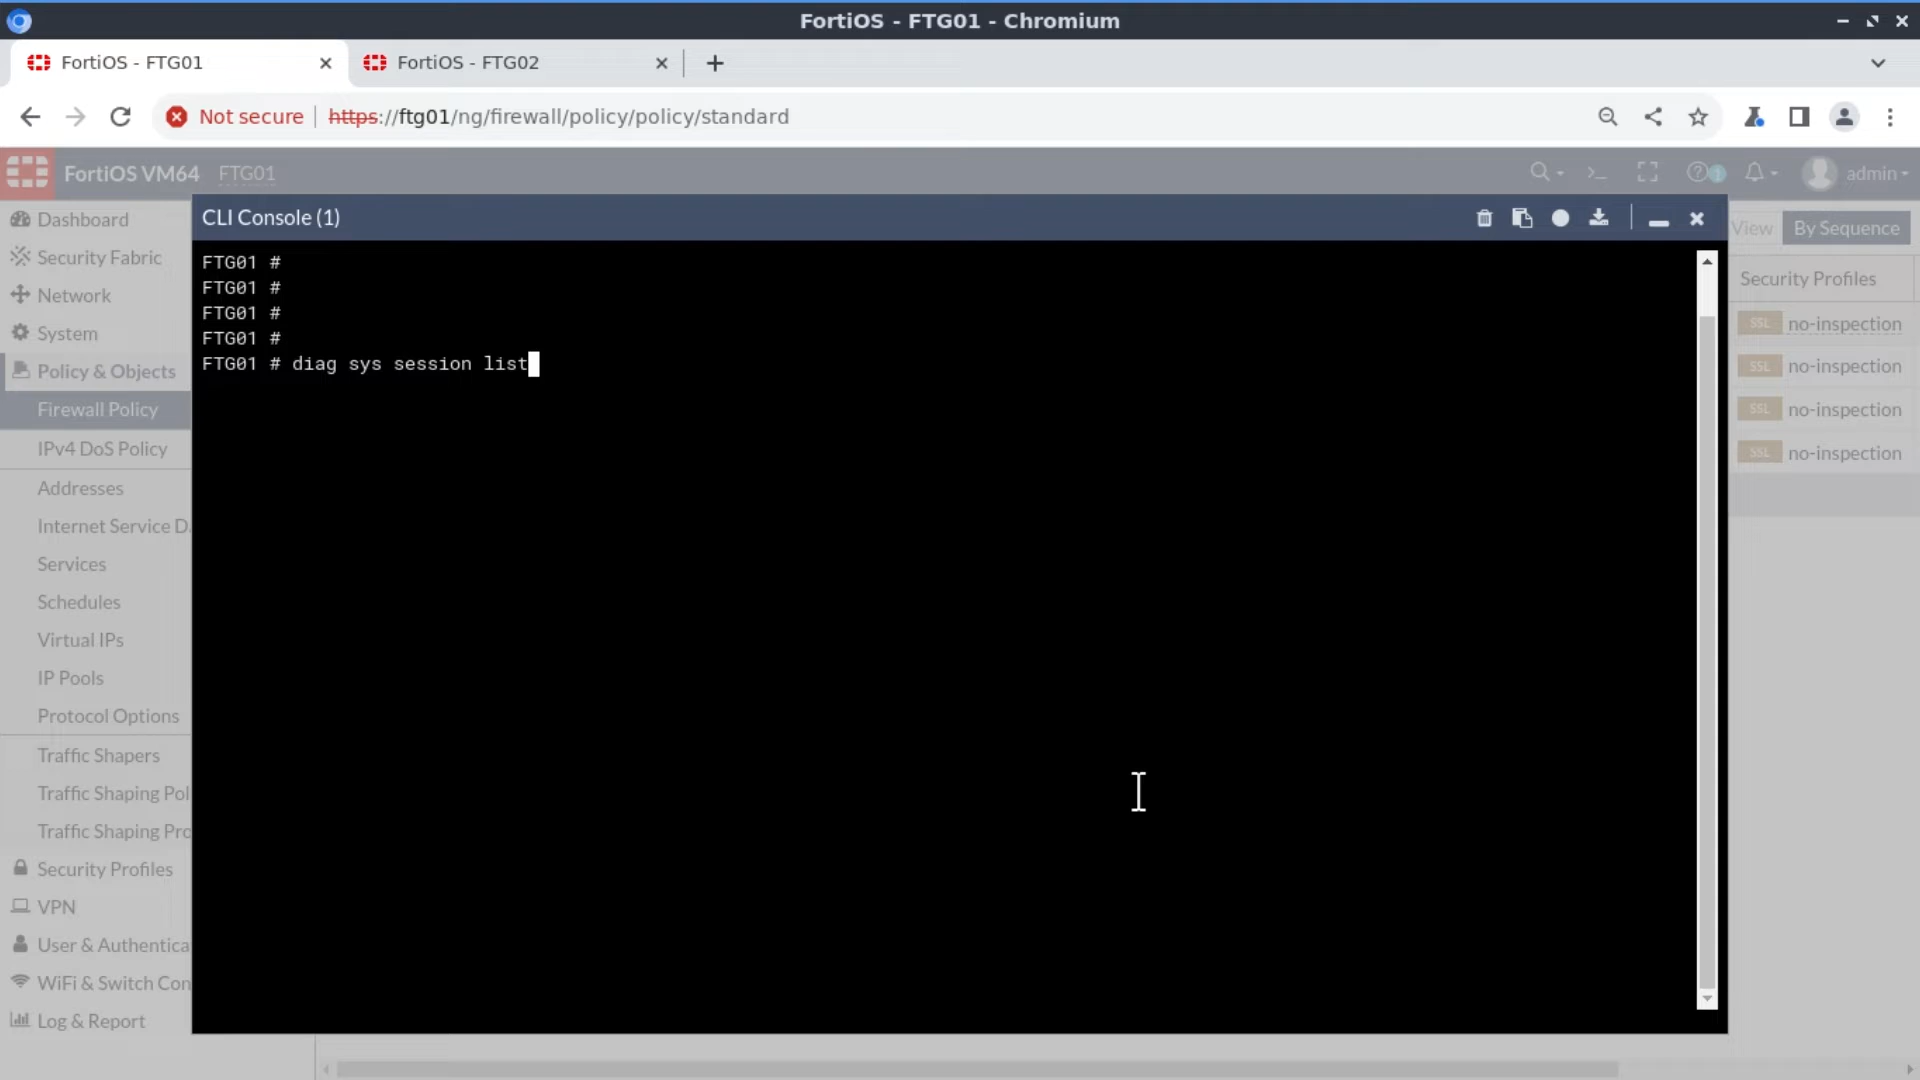 FortiOS - FTG01 - Chromium
FortiOS - FTG01
FortiOS - FTG02
Not secure
https://ftg01/ng/firewall/policy/policy/standard
FortiOS VM64 FTG01
1
admin
Dashboard
Security Fabric
Network
System
Policy & Objects
Firewall Policy
IPv4 DoS Policy
Addresses
Internet Service D
Services
Schedules
Virtual IPs
IP Pools
Protocol Options
Traffic Shapers
Traffic Shaping Pol
Traffic Shaping Pro
Security Profiles
VPN
User & Authentica
WiFi & Switch Con
Log & Report
CLI Console (1)
FTG01 #
FTG01 #
FTG01 #
FTG01 #
FTG01 # diag sys session list
View
By Sequence
Security Profiles
SSL no-inspection
SSL no-inspection
SSL no-inspection
SSL no-inspection